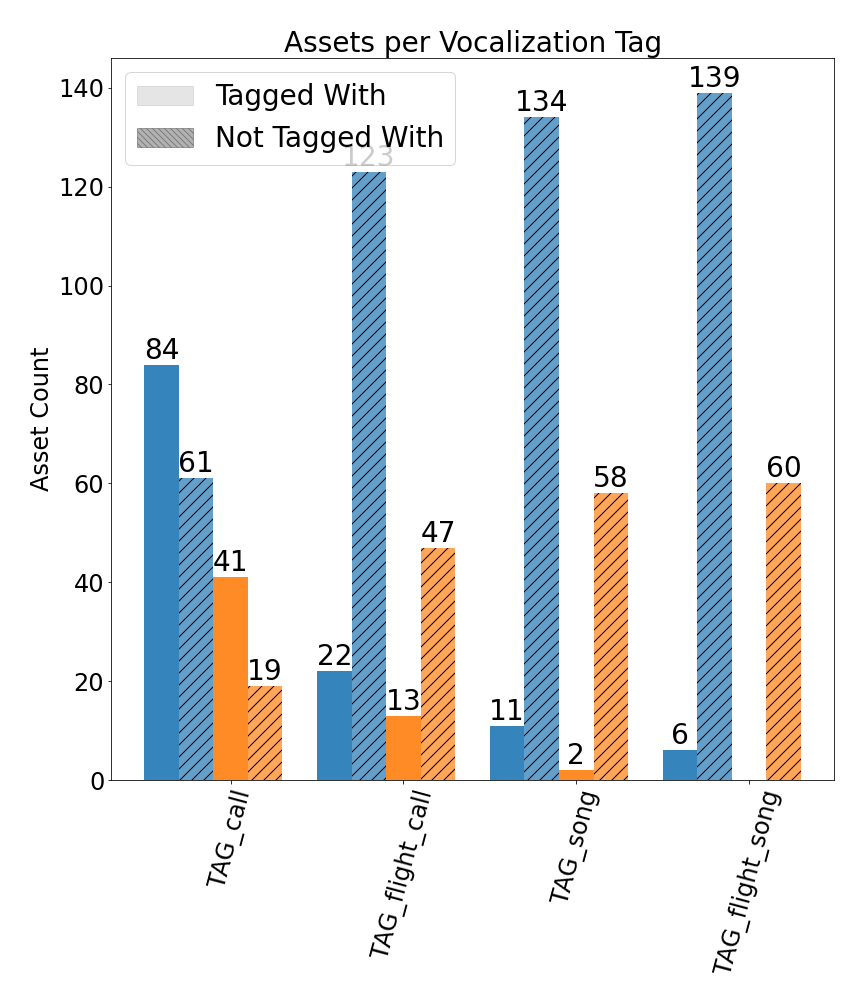 Assets per Vocalization Tag
Tagged With
Not Tagged With
Asset Count
140
120
100
80
60
40
20
0
84
61
41
19
22
123
13
47
11
134
2
58
6
139
60
TAG_call
TAG_flight_call
TAG_song
TAG_flight_song